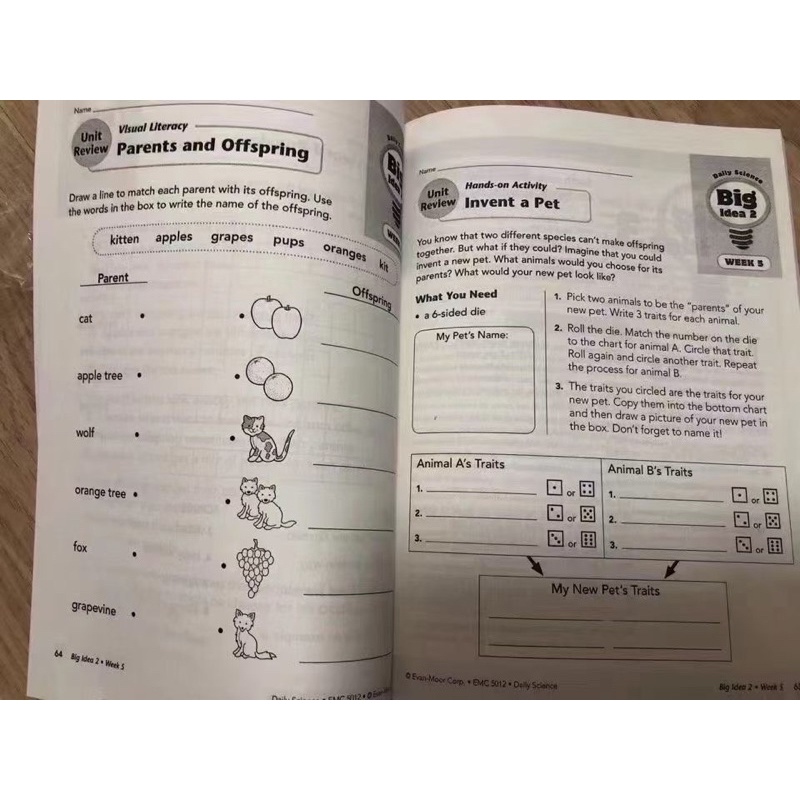 Name
Unit
Review
Visual Literacy
Parents and Offspring
Draw a line to match each parent with its offspring. Use
the words in the box to write the name of the offspring.
kitten apples grapes pups oranges kit
Parent
Offspring
cat
apple tree
wolf
orange tree
fox
grapevine
64 Big Idea 2 • Week 5
Daily Science • ©
Name
Unit
Review
Hands-on Activity
Invent a Pet
Daily Science
Big
Idea 2
WEEK 5
You know that two different species can't make offspring
together. But what if they could? Imagine that you could
invent a new pet. What animals would you choose for its
parents? What would your new pet look like?
What You Need
• a 6-sided die
My Pet's Name:
1. Pick two animals to be the "parents" of your
new pet. Write 3 traits for each animal.
2. Roll the die. Match the number on the die
to the chart for animal A. Circle that trait.
Roll again and circle another trait. Repeat
the process for animal B.
3. The traits you circled are the traits for your
new pet. Copy them into the bottom chart
and then draw a picture of your new pet in
the box. Don't forget to name it!
Animal A's Traits
1. or
2. or
3. or
Animal B's Traits
1. or
2. or
3. or
My New Pet's Traits
© Evan-Moor Corp. • EMC 5012 • Daily Science
Big Idea 2 • Week 5